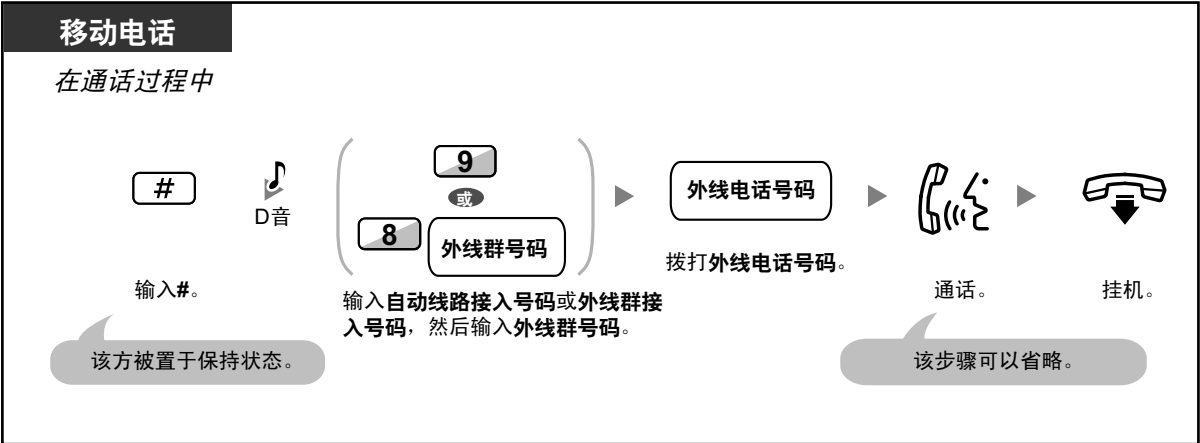 移动电话
在通话过程中
#
D音
9
或
8
外线群号码
外线电话号码
输入#。
输入自动线路接入号码或外线群接
入号码，然后输入外线群号码。
拨打外线电话号码。
通话。
挂机。
该方被置于保持状态。
该步骤可以省略。